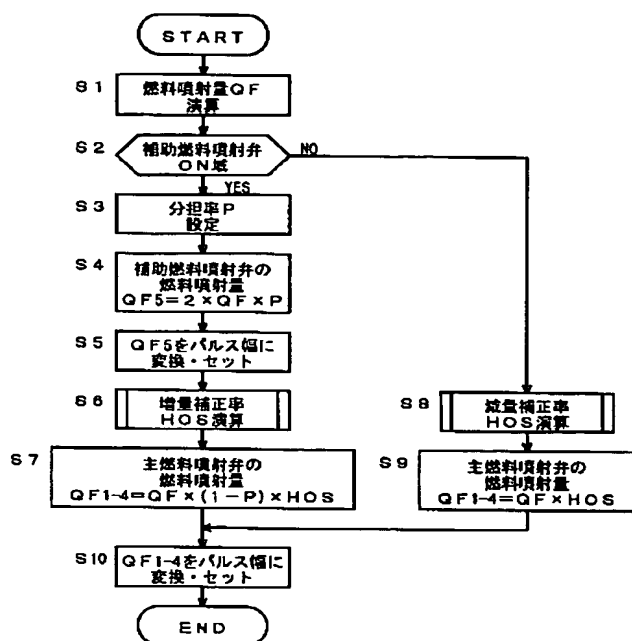 START
S1
燃料噴射量QF
演算
S2
補助燃料噴射弁
ON域
NO
YES
S3
分担率P
設定
S4
補助燃料噴射弁の
燃料噴射量
QF5=2×QF×P
S5
QF5をパルス幅に
変換・セット
S6
増量補正率
HOS演算
S8
減量補正率
HOS演算
S7
主燃料噴射弁の
燃料噴射量
QF1-4=QF×(1-P)×HOS
S9
主燃料噴射弁の
燃料噴射量
QF1-4=QF×HOS
S10
QF1-4をパルス幅に
変換・セット
END